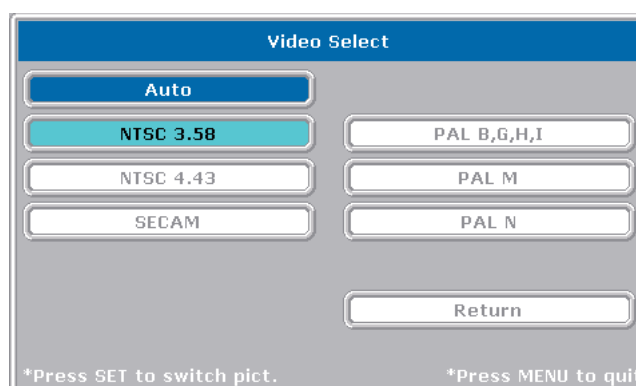 Video Select
Auto
NTSC 3.58 PAL B,G,H,I
NTSC 4.43 PAL M
SECAM PAL N
Return
*Press SET to switch pict. *Press MENU to quit